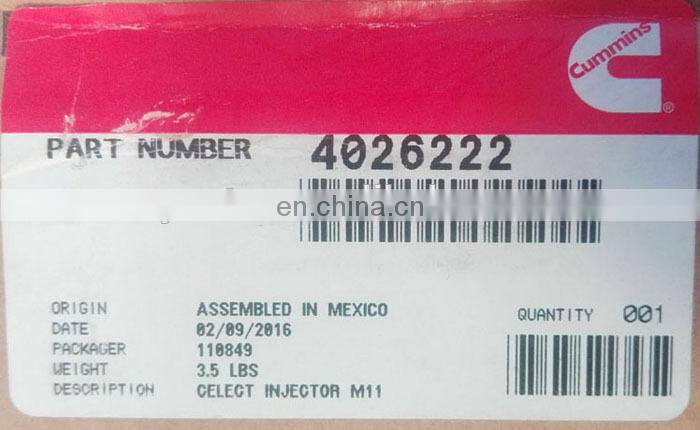 Cummins
®
PART NUMBER 4026222
en.china.cn
ORIGIN ASSEMBLED IN MEXICO
DATE 02/09/2016
PACKAGER 110849
WEIGHT 3.5 LBS
DESCRIPTION CELECT INJECTOR M11
QUANTITY 001